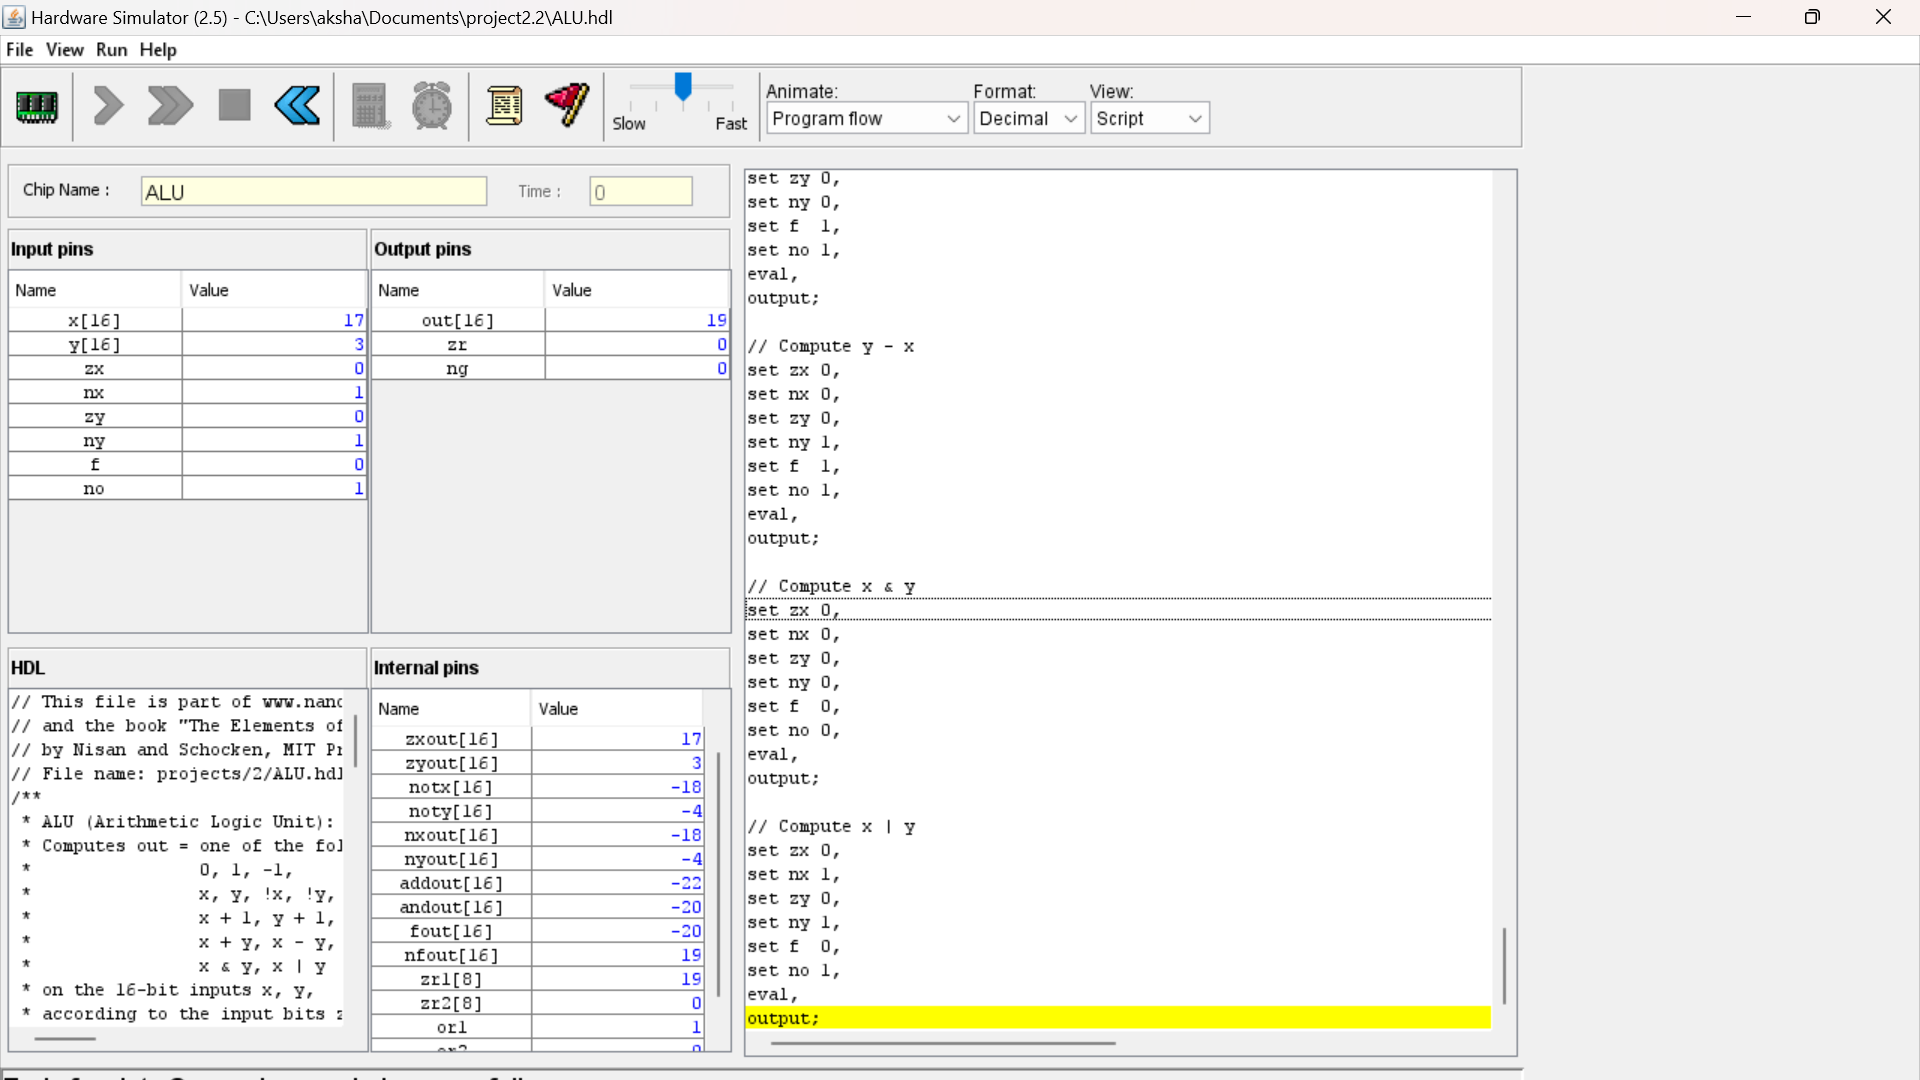 Hardware Simulator (2.5) - C:\Users\aksha\Documents\project2.2\ALU.hdl
File View Run Help
Slow Fast
Animate:
Program flow
Format:
Decimal
View:
Script
Chip Name : ALU Time : 0
Input pins
Name Value
x[16] 17
y[16] 3
zx 0
nx 1
zy 0
ny 1
f 0
no 1
Output pins
Name Value
out[16] 19
zr 0
ng 0
HDL
// This file is part of www.nand
// and the book "The Elements of
// by Nisan and Schocken, MIT Pr
// File name: projects/2/ALU.hdl
/**
* ALU (Arithmetic Logic Unit):
* Computes out = one of the fol
* 0, 1, -1,
* x, y, !x, !y,
* x + 1, y + 1,
* x + y, x - y,
* x & y, x | y
* on the 16-bit inputs x, y,
* according to the input bits z
Internal pins
Name Value
zxout[16] 17
zyout[16] 3
notx[16] -18
noty[16] -4
nxout[16] -18
nyout[16] -4
addout[16] -22
andout[16] -20
fout[16] -20
nfout[16] 19
zr1[8] 19
zr2[8] 0
or1 1
or2 0
set zy 0,
set ny 0,
set f 1,
set no 1,
eval,
output;
// Compute y - x
set zx 0,
set nx 0,
set zy 0,
set ny 1,
set f 1,
set no 1,
eval,
output;
// Compute x & y
set zx 0,
set nx 0,
set zy 0,
set ny 0,
set f 0,
set no 0,
eval,
output;
// Compute x | y
set zx 0,
set nx 1,
set zy 0,
set ny 1,
set f 0,
set no 1,
eval,
output;